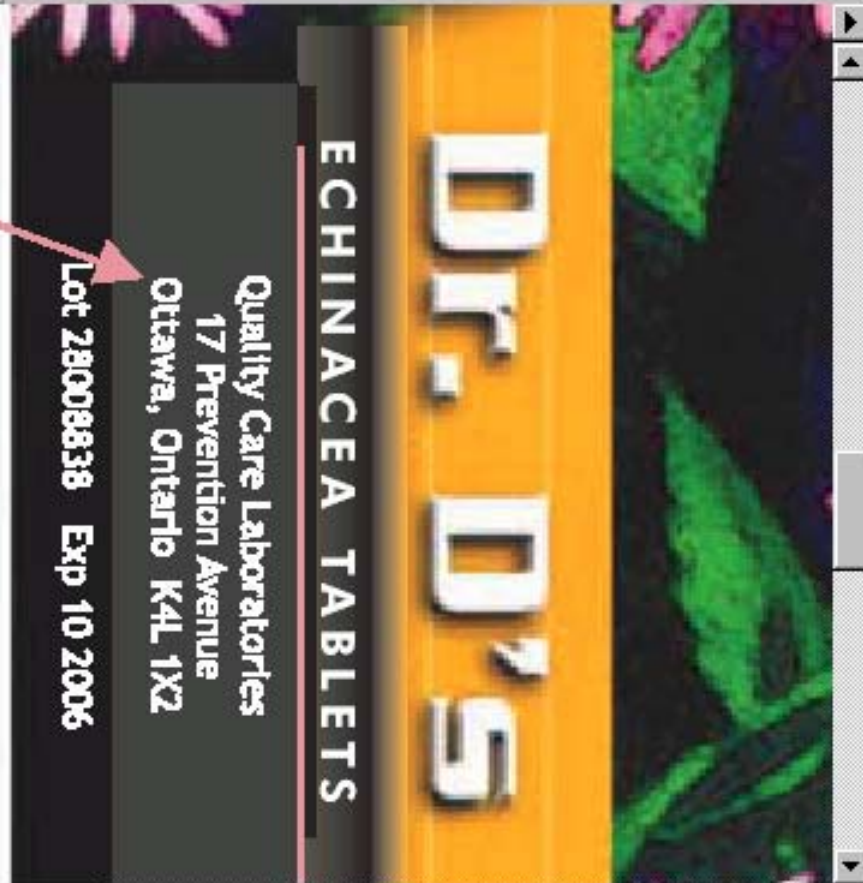 Dr. D's
ECHINACEA TABLETS
Quality Care Laboratories
17 Prevention Avenue
Ottawa, Ontario K4L 1X2
Lot 28008838 Exp 10 2006